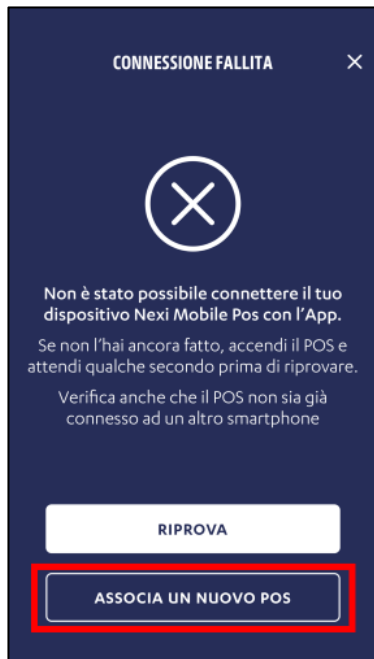 CONNESSIONE FALLITA
Non è stato possibile connettere il tuo
dispositivo Nexi Mobile Pos con l'App.
Se non l'hai ancora fatto, accendi il POS e
attendi qualche secondo prima di riprovare.
Verifica anche che il POS non sia già
connesso ad un altro smartphone
RIPROVA
ASSOCIA UN NUOVO POS